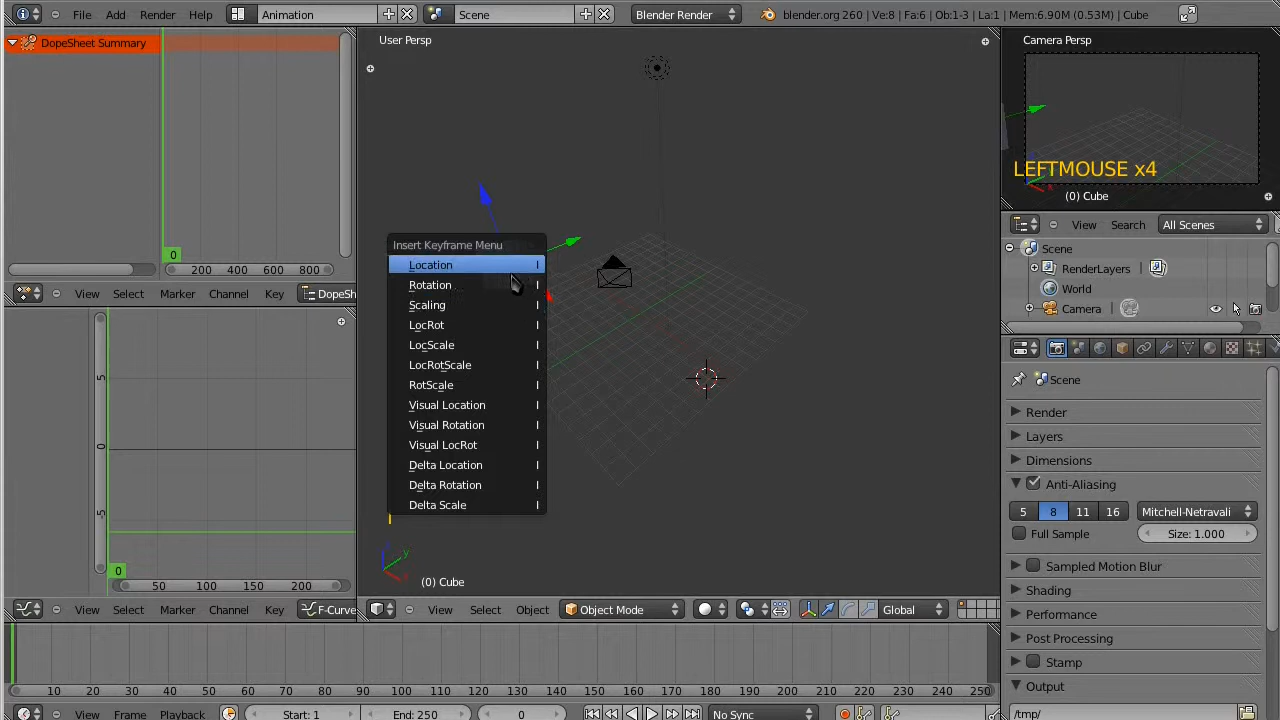 File Add Render Help Animation Scene Blender Render blender.org 260 | Ve:8 | Fa:6 | Ob:1-3 | La:1 | Mem:6.90M (0.53M) | Cube
DopeSheet Summary
0
200 400 600 800
View Select Marker Channel Key DopeSh
5
0
-5
0
50 100 150 200
View Select Marker Channel Key F-Curve
User Persp
Insert Keyframe Menu
Location I
Rotation I
Scaling I
LocRot I
LocScale I
LocRotScale I
RotScale I
Visual Location I
Visual Rotation I
Visual LocRot I
Delta Location I
Delta Rotation I
Delta Scale I
(0) Cube
View Select Object Object Mode Global
Camera Persp
LEFTMOUSE x4
(0) Cube
View Search All Scenes
Scene
RenderLayers
World
Camera
Scene
Render
Layers
Dimensions
Anti-Aliasing
5 8 11 16 Mitchell-Netravali
Full Sample Size: 1.000
Sampled Motion Blur
Shading
Performance
Post Processing
Stamp
Output
/tmp/
10 20 30 40 50 60 70 80 90 100 110 120 130 140 150 160 170 180 190 200 210 220 230 240 250
View Frame Playback Start: 1 End: 250 0 No Sync